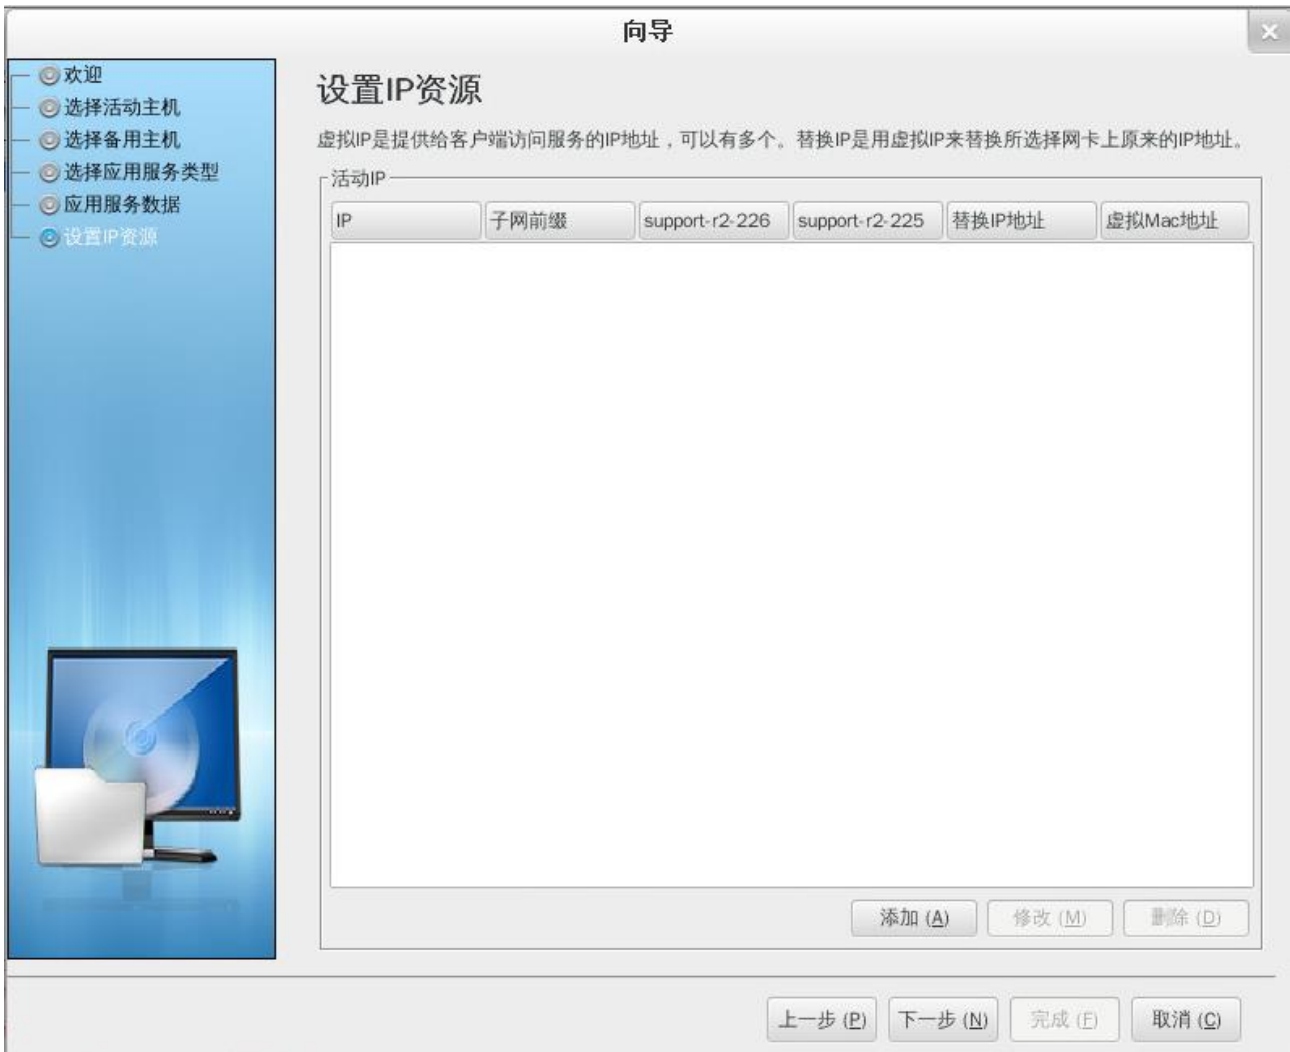 向导
欢迎
选择活动主机
选择备用主机
选择应用服务类型
应用服务数据
设置IP资源
设置IP资源
虚拟IP是提供给客户端访问服务的IP地址，可以有多个。替换IP是用虚拟IP来替换所选择网卡上原来的IP地址。
活动IP
IP 子网前缀 support-r2-226 support-r2-225 替换IP地址 虚拟Mac地址
添加 (A) 修改 (M) 删除 (D)
上一步 (P) 下一步 (N) 完成 (F) 取消 (C)